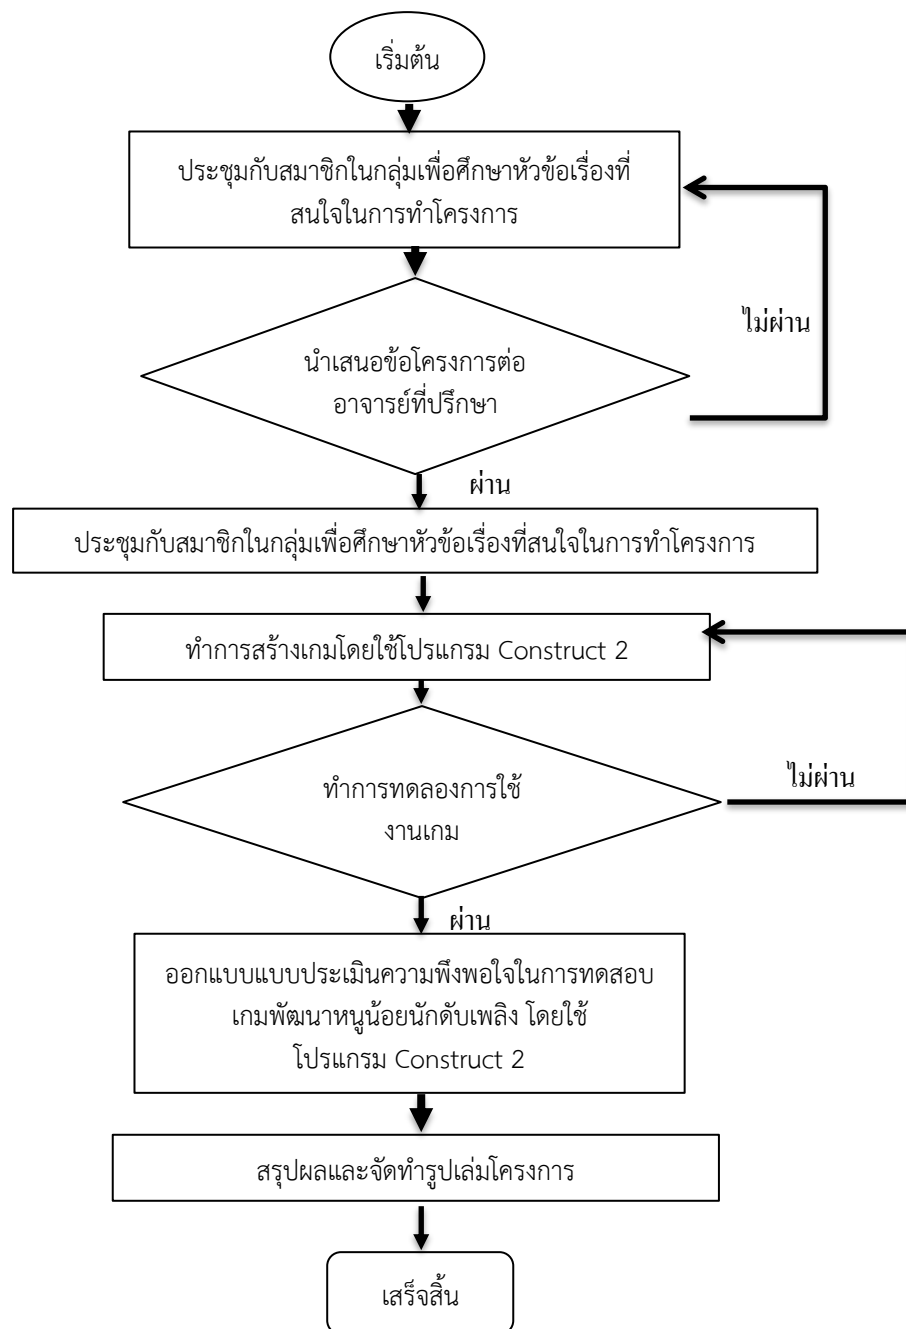 เริ่มต้น
ประชุมกับสมาชิกในกลุ่มเพื่อศึกษาหัวข้อเรื่องที่
สนใจในการทำโครงการ
ไม่ผ่าน
นำเสนอข้อโครงการต่อ
อาจารย์ที่ปรึกษา
ผ่าน
ประชุมกับสมาชิกในกลุ่มเพื่อศึกษาหัวข้อเรื่องที่สนใจในการทำโครงการ
ทำการสร้างเกมโดยใช้โปรแกรม Construct 2
ไม่ผ่าน
ทำการทดลองการใช้
งานเกม
ผ่าน
ออกแบบแบบประเมินความพึงพอใจในการทดสอบ
เกมพัฒนาหนูน้อยนักดับเพลิง โดยใช้
โปรแกรม Construct 2
สรุปผลและจัดทำรูปเล่มโครงการ
เสร็จสิ้น